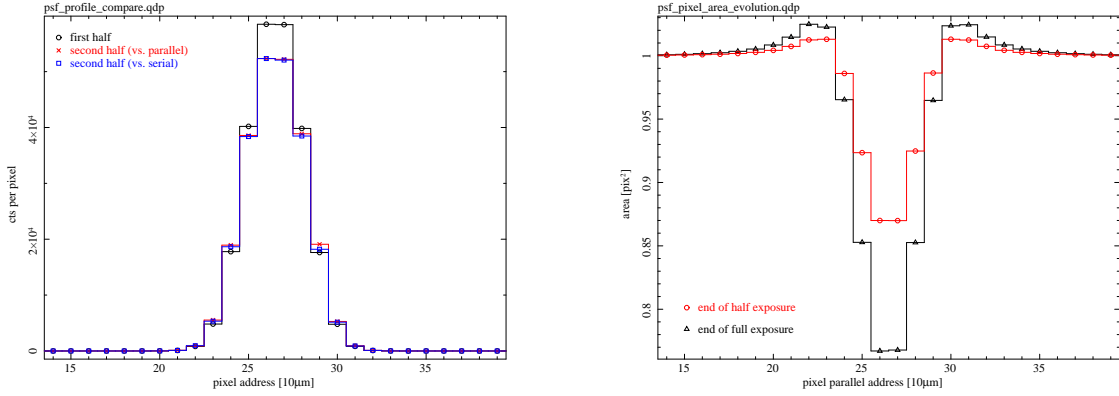 psf_profile_compare.qdp
first half
second half (vs. parallel)
second half (vs. serial)
cts per pixel
0
2×10⁴
4×10⁴
15 20 25 30 35
pixel address [10μm]
psf_pixel_area_evolution.qdp
area [pix²]
1
0.95
0.9
0.85
0.8
end of half exposure
end of full exposure
15 20 25 30 35
pixel parallel address [10μm]